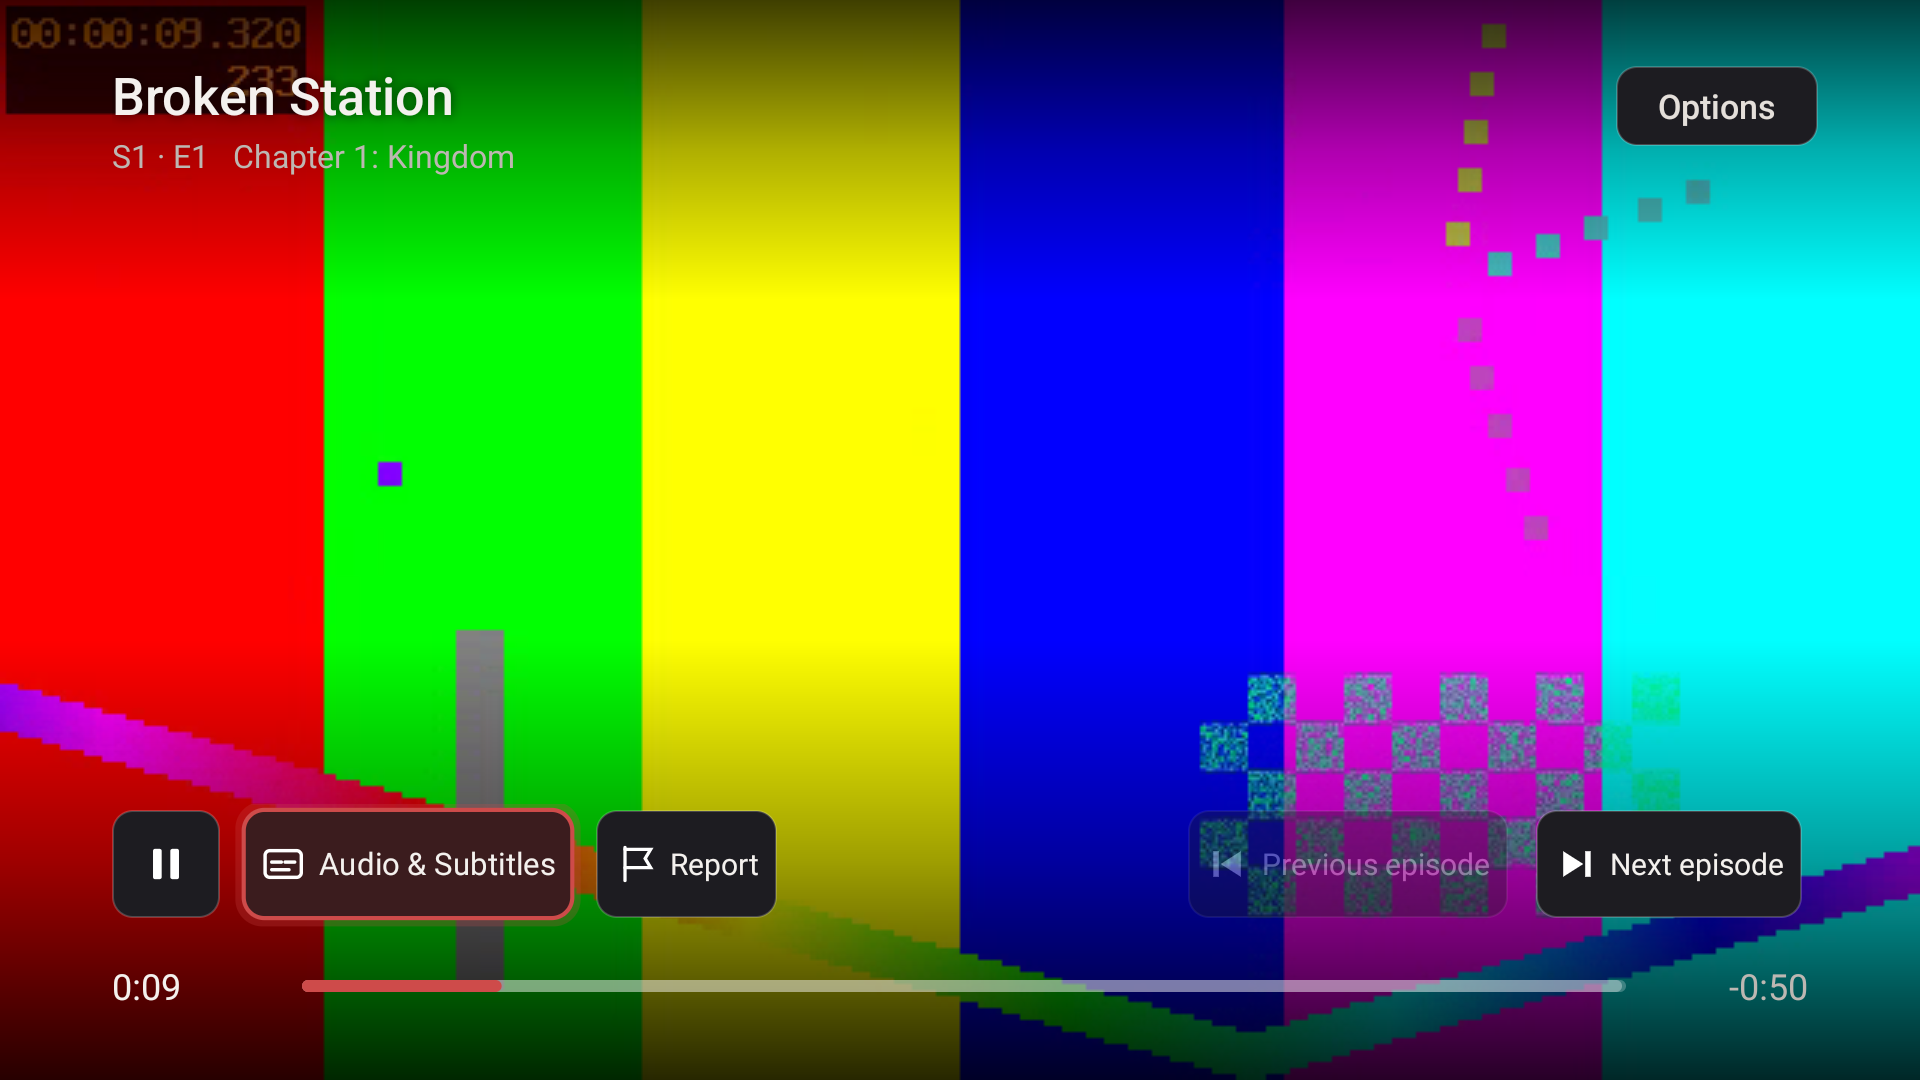 00:00:09.320
233
Broken Station
S1 · E1 Chapter 1: Kingdom
Options
Audio & Subtitles
Report
Previous episode
Next episode
0:09
-0:50